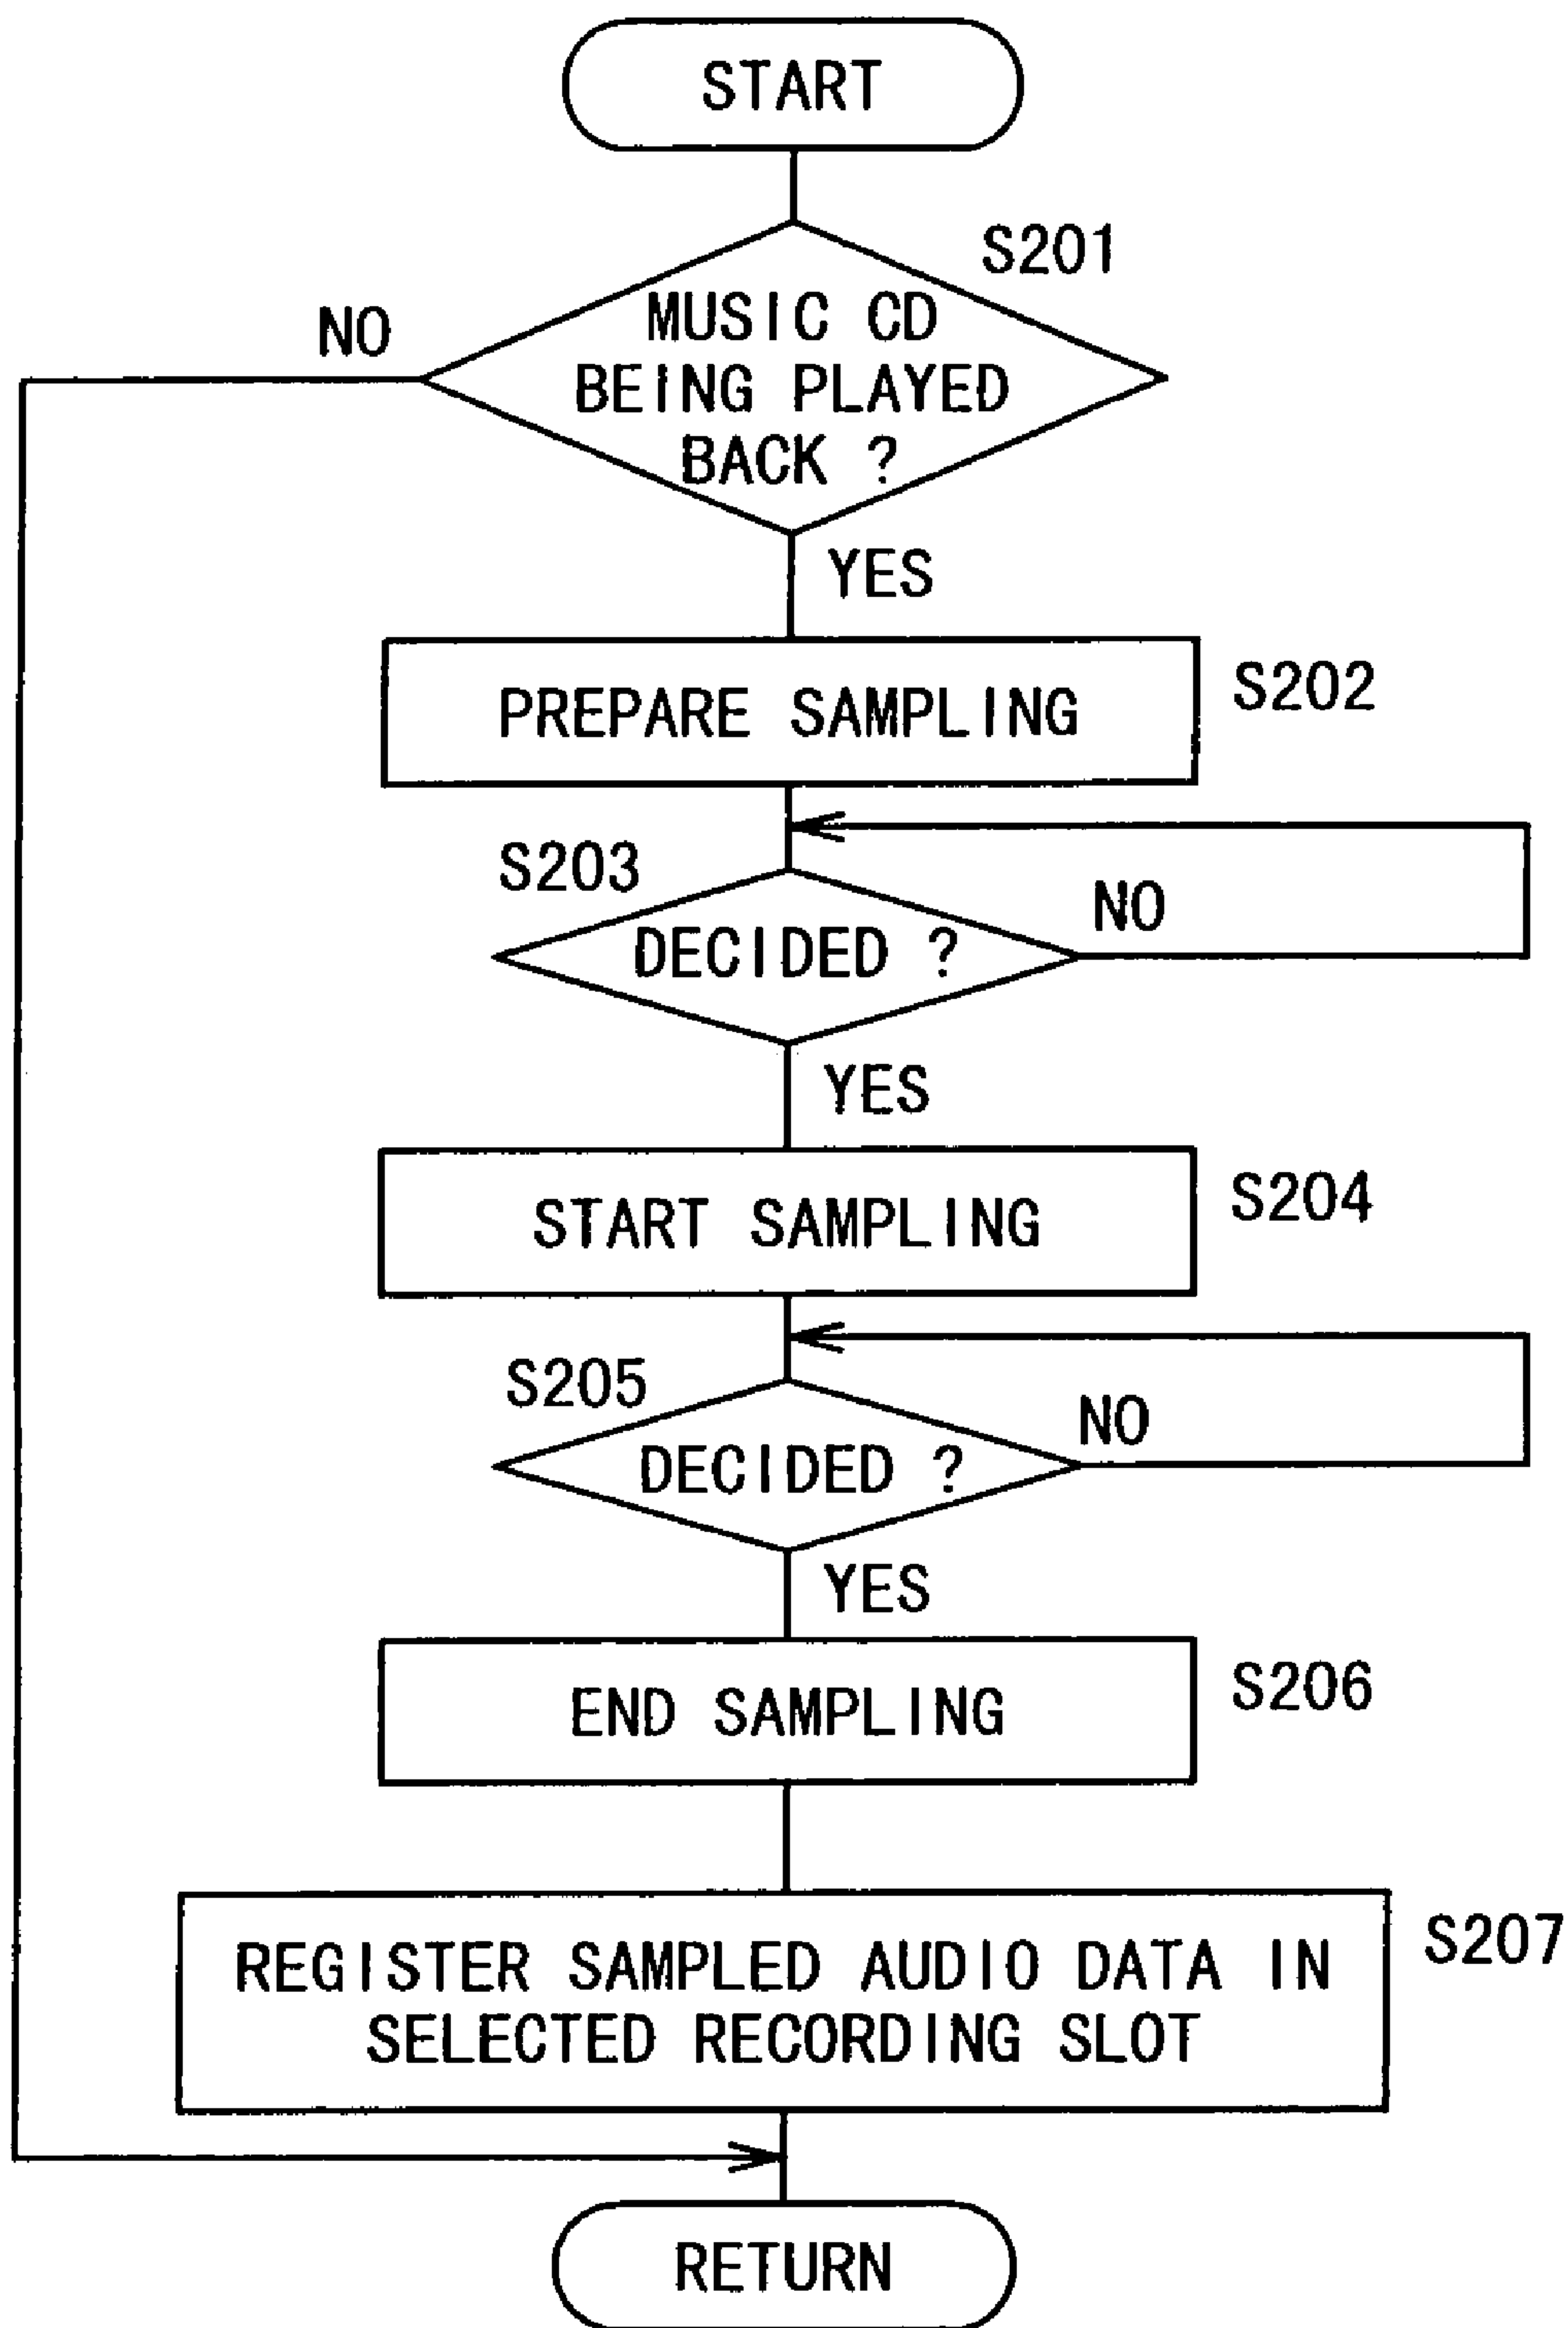 START
S201
MUSIC CD
BEING PLAYED
BACK ?
NO
YES
PREPARE SAMPLING
S202
S203
DECIDED ?
NO
YES
START SAMPLING
S204
S205
DECIDED ?
NO
YES
END SAMPLING
S206
REGISTER SAMPLED AUDIO DATA IN
SELECTED RECORDING SLOT
S207
RETURN